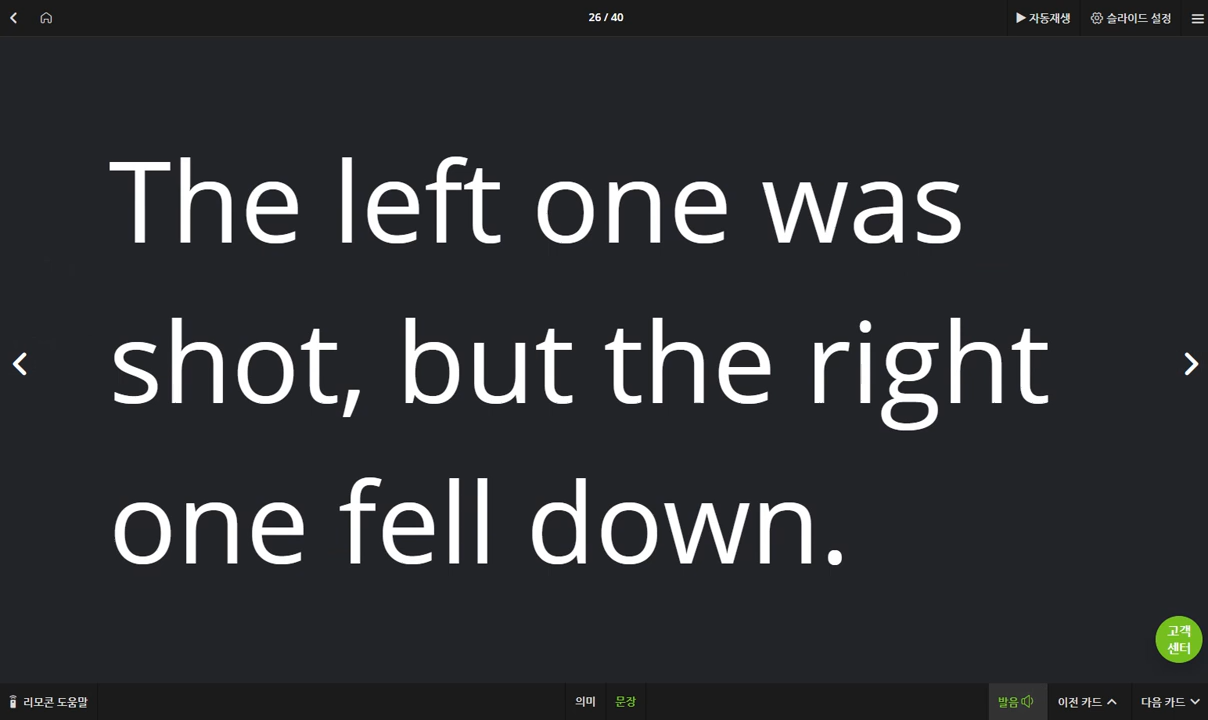 26 / 40
자동재생
슬라이드 설정
The left one was
shot, but the right
one fell down.
고객
센터
리모콘 도움말
의미
문장
발음
이전 카드
다음 카드